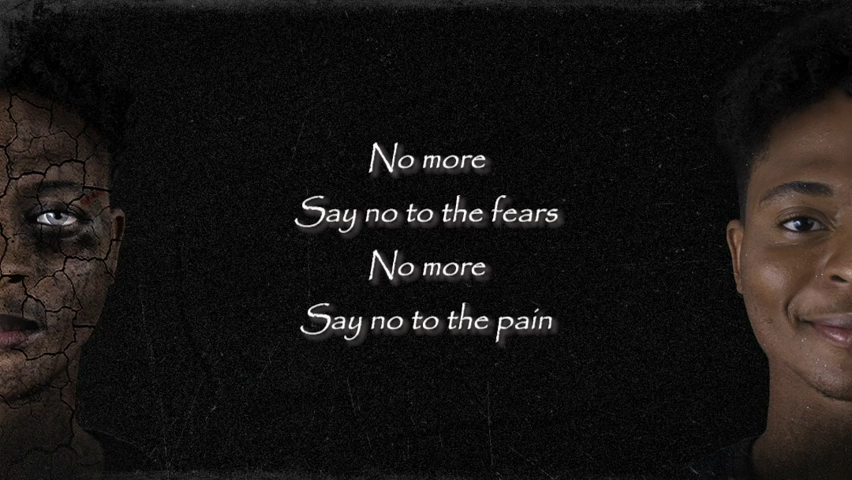 No more
Say no to the fears
No more
Say no to the pain